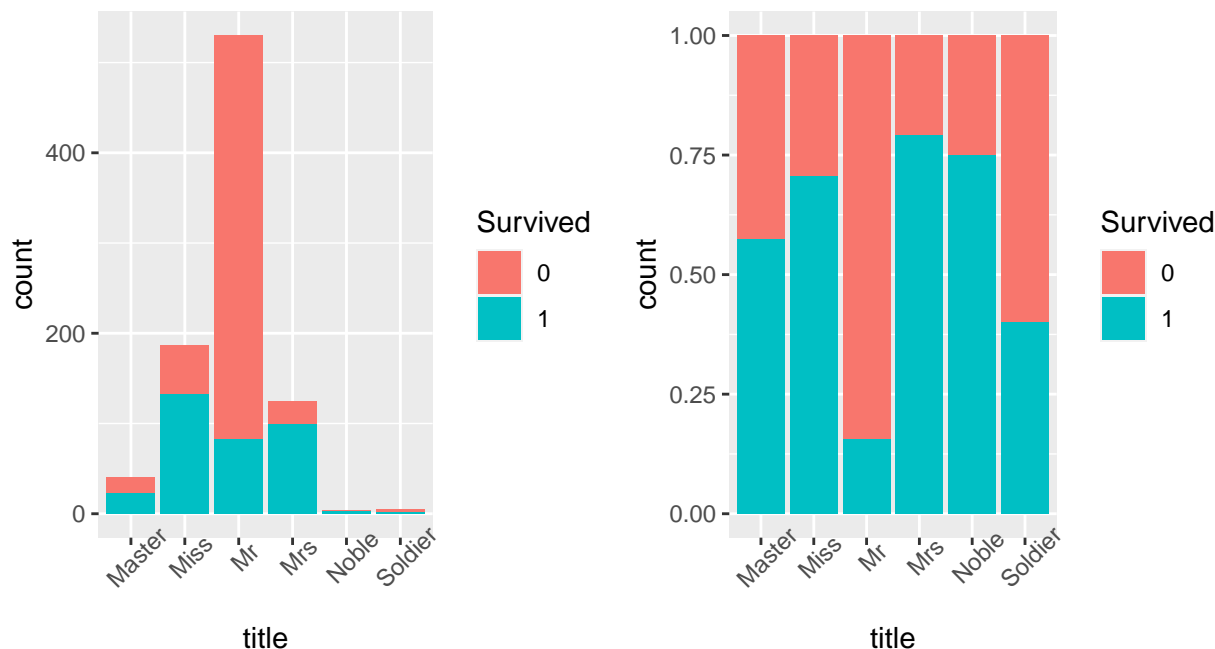 count
400
200
0
Master
Miss
Mr
Mrs
Noble
Soldier
title
Survived
0
1
count
1.00
0.75
0.50
0.25
0.00
Master
Miss
Mr
Mrs
Noble
Soldier
title
Survived
0
1